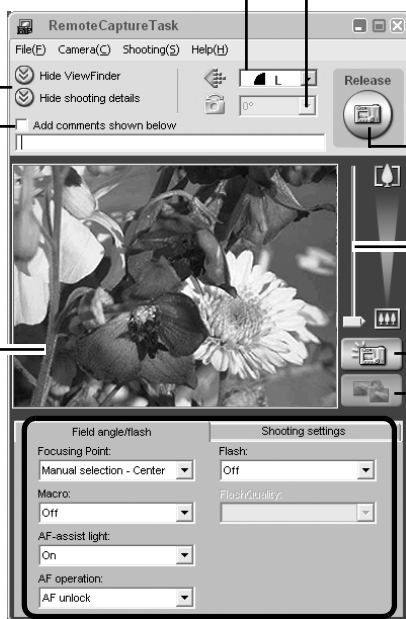 RemoteCaptureTask
File(F) Camera(C) Shooting(S) Help(H)
Hide ViewFinder
Hide shooting details
L
0°
Release
Add comments shown below
Field angle/flash
Shooting settings
Focusing Point:
Manual selection - Center
Flash:
Off
Macro:
Off
FlashQuality:
AF-assist light:
On
AF operation:
AF unlock